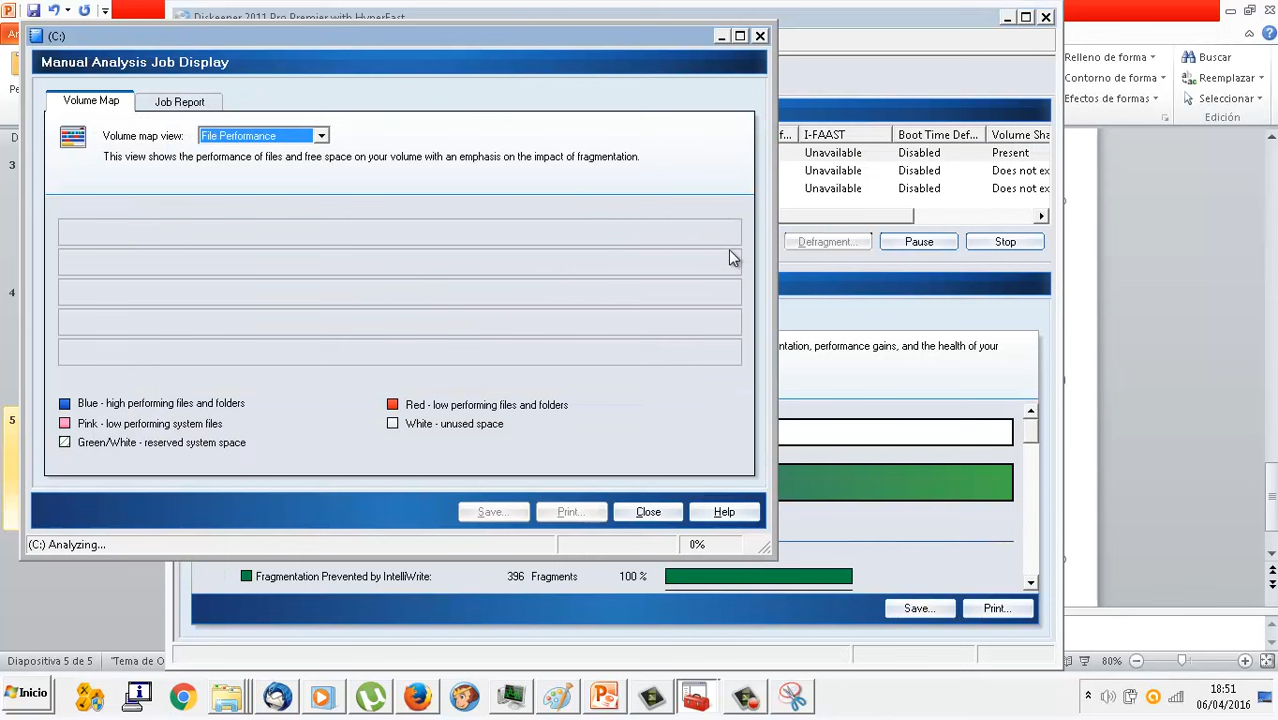 Diskeeper 2011 Pro Premier with HyperFast
(C:)
Manual Analysis Job Display
Volume Map
Job Report
Volume map view:
File Performance
This view shows the performance of files and free space on your volume with an emphasis on the impact of fragmentation.
Blue - high performing files and folders
Red - low performing files and folders
Pink - low performing system files
White - unused space
Green/White - reserved system space
Save...
Print...
Close
Help
(C:) Analyzing...
0%
I-FAAST
Boot Time Def...
Volume Sha
Unavailable
Disabled
Present
Unavailable
Disabled
Does not ex
Unavailable
Disabled
Does not ex
Defragment...
Pause
Stop
ntation, performance gains, and the health of your
Fragmentation Prevented by IntelliWrite:
396 Fragments
100 %
Save...
Print...
Relleno de forma
Contorno de forma
Efectos de formas
Buscar
Reemplazar
Seleccionar
Edición
3
4
5
Diapositiva 5 de 5
"Tema de O
80%
Inicio
18:51
06/04/2016